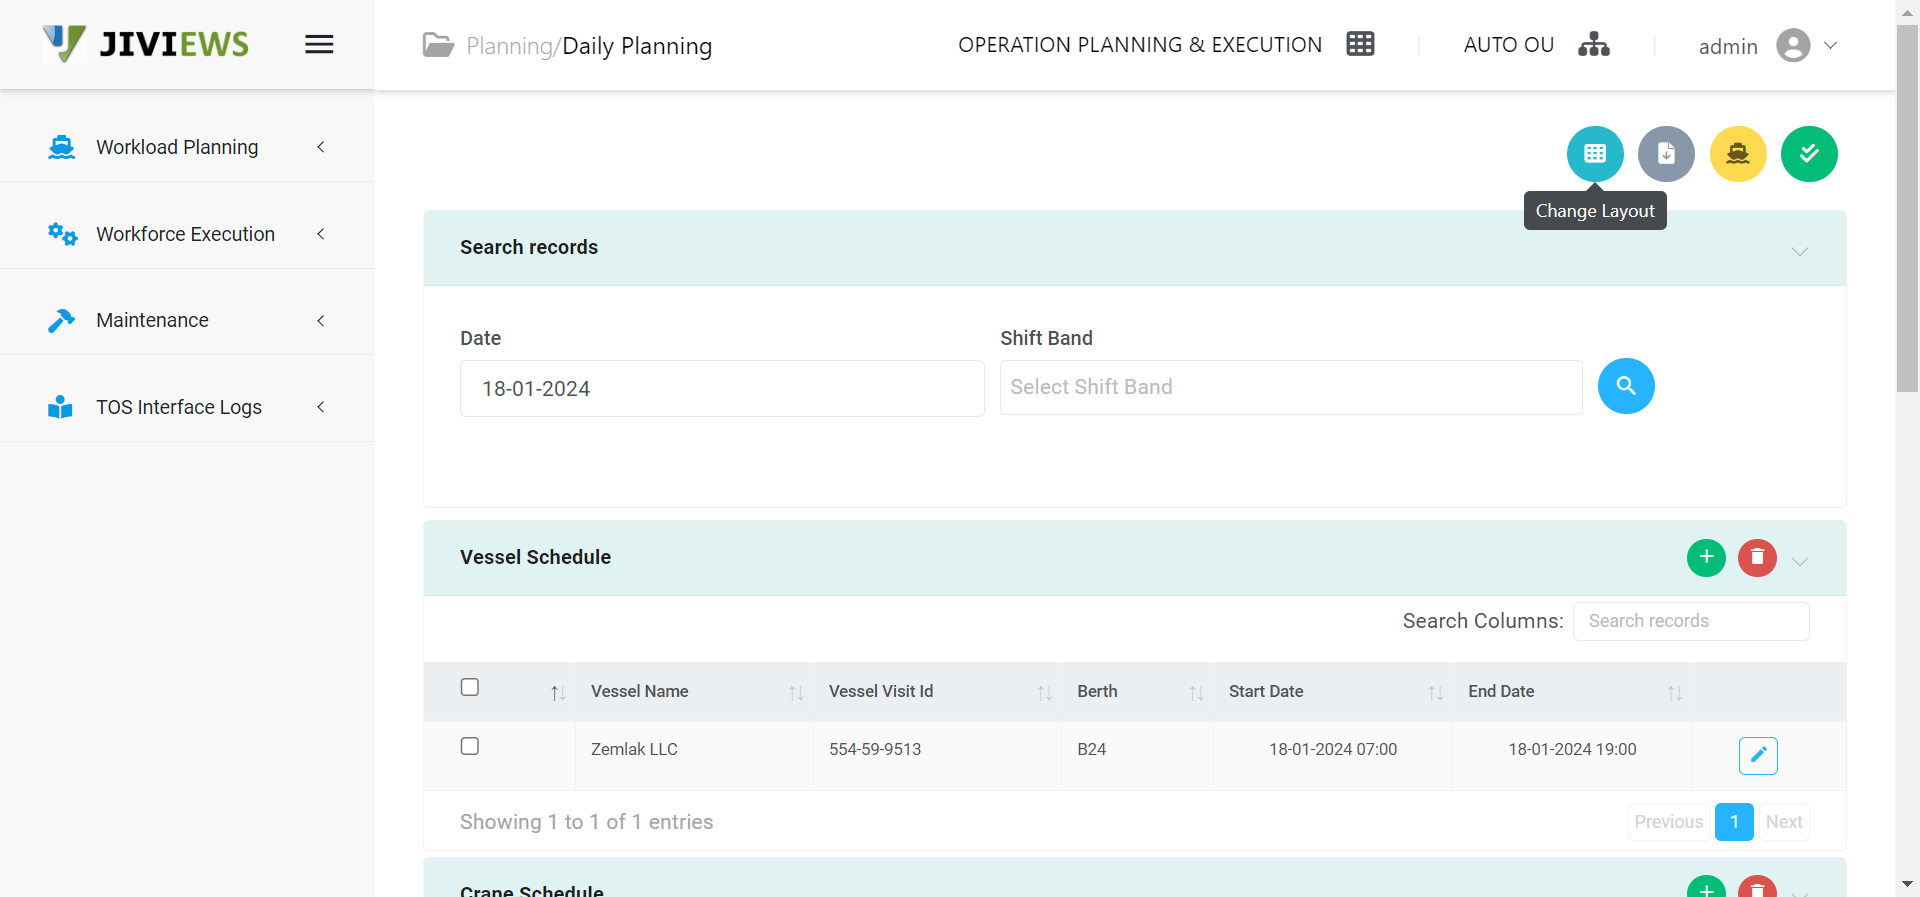 JIVIEWS
Planning/Daily Planning
OPERATION PLANNING & EXECUTION
AUTO OU
admin
Workload Planning
Workforce Execution
Maintenance
TOS Interface Logs
Change Layout
Search records
Date
Shift Band
18-01-2024
Select Shift Band
Vessel Schedule
Search Columns: Search records
Vessel Name Vessel Visit Id Berth Start Date End Date
Zemlak LLC 554-59-9513 B24 18-01-2024 07:00 18-01-2024 19:00
Showing 1 to 1 of 1 entries
Previous 1 Next
Crane Schedule